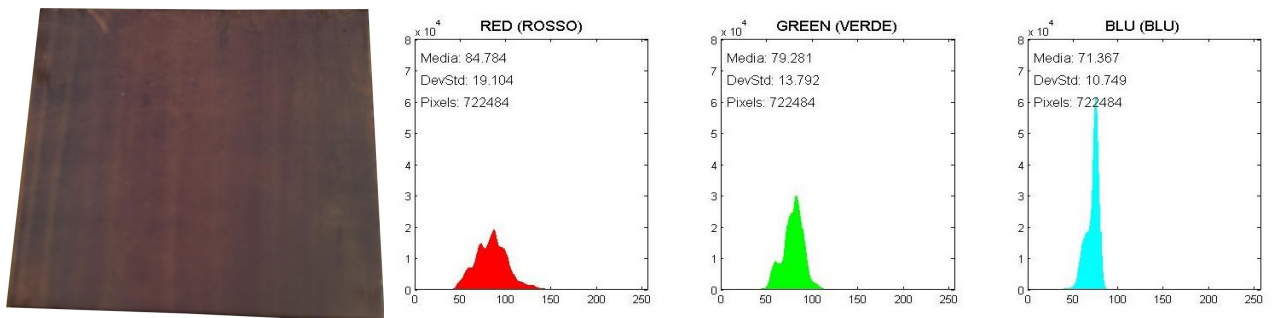 RED (ROSSO)
x 10^4
Media: 84.784
DevStd: 19.104
Pixels: 722484
8
7
6
5
4
3
2
1
0
0 50 100 150 200 250
GREEN (VERDE)
x 10^4
Media: 79.281
DevStd: 13.792
Pixels: 722484
8
7
6
5
4
3
2
1
0
0 50 100 150 200 250
BLU (BLU)
x 10^4
Media: 71.367
DevStd: 10.749
Pixels: 722484
8
7
6
5
4
3
2
1
0
0 50 100 150 200 250